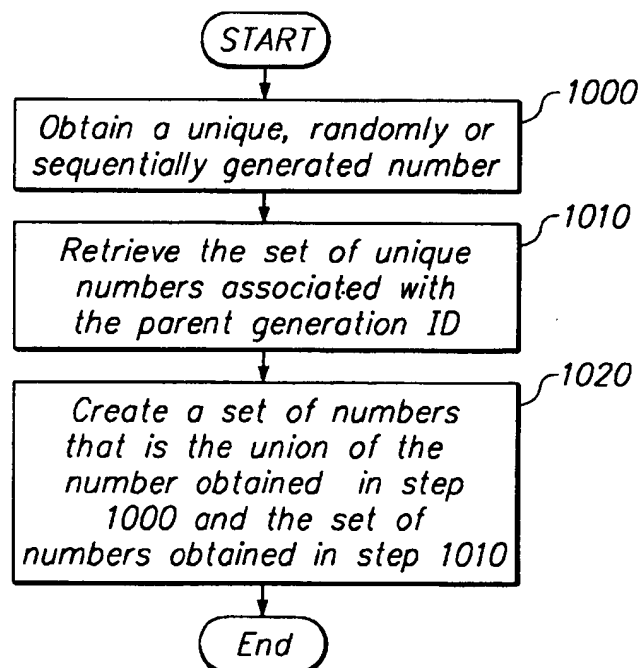 START
1000
Obtain a unique, randomly or
sequentially generated number
1010
Retrieve the set of unique
numbers associated with
the parent generation ID
1020
Create a set of numbers
that is the union of the
number obtained in step
1000 and the set of
numbers obtained in step 1010
End